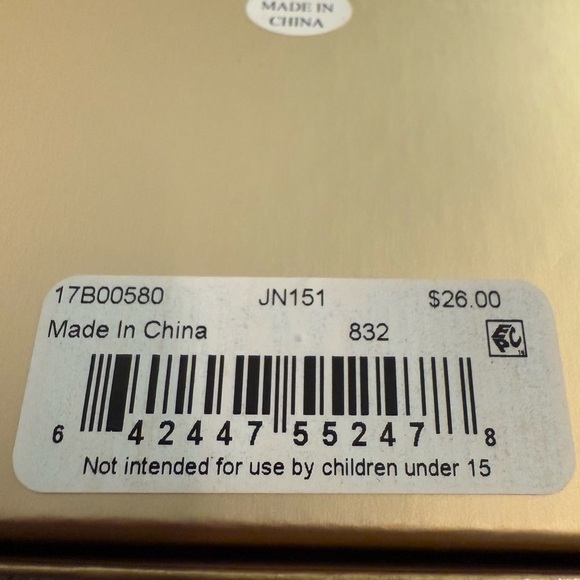 MADE IN
CHINA
17B00580 JN151 $26.00
Made In China 832
EPC
6 42447 55247 8
Not intended for use by children under 15